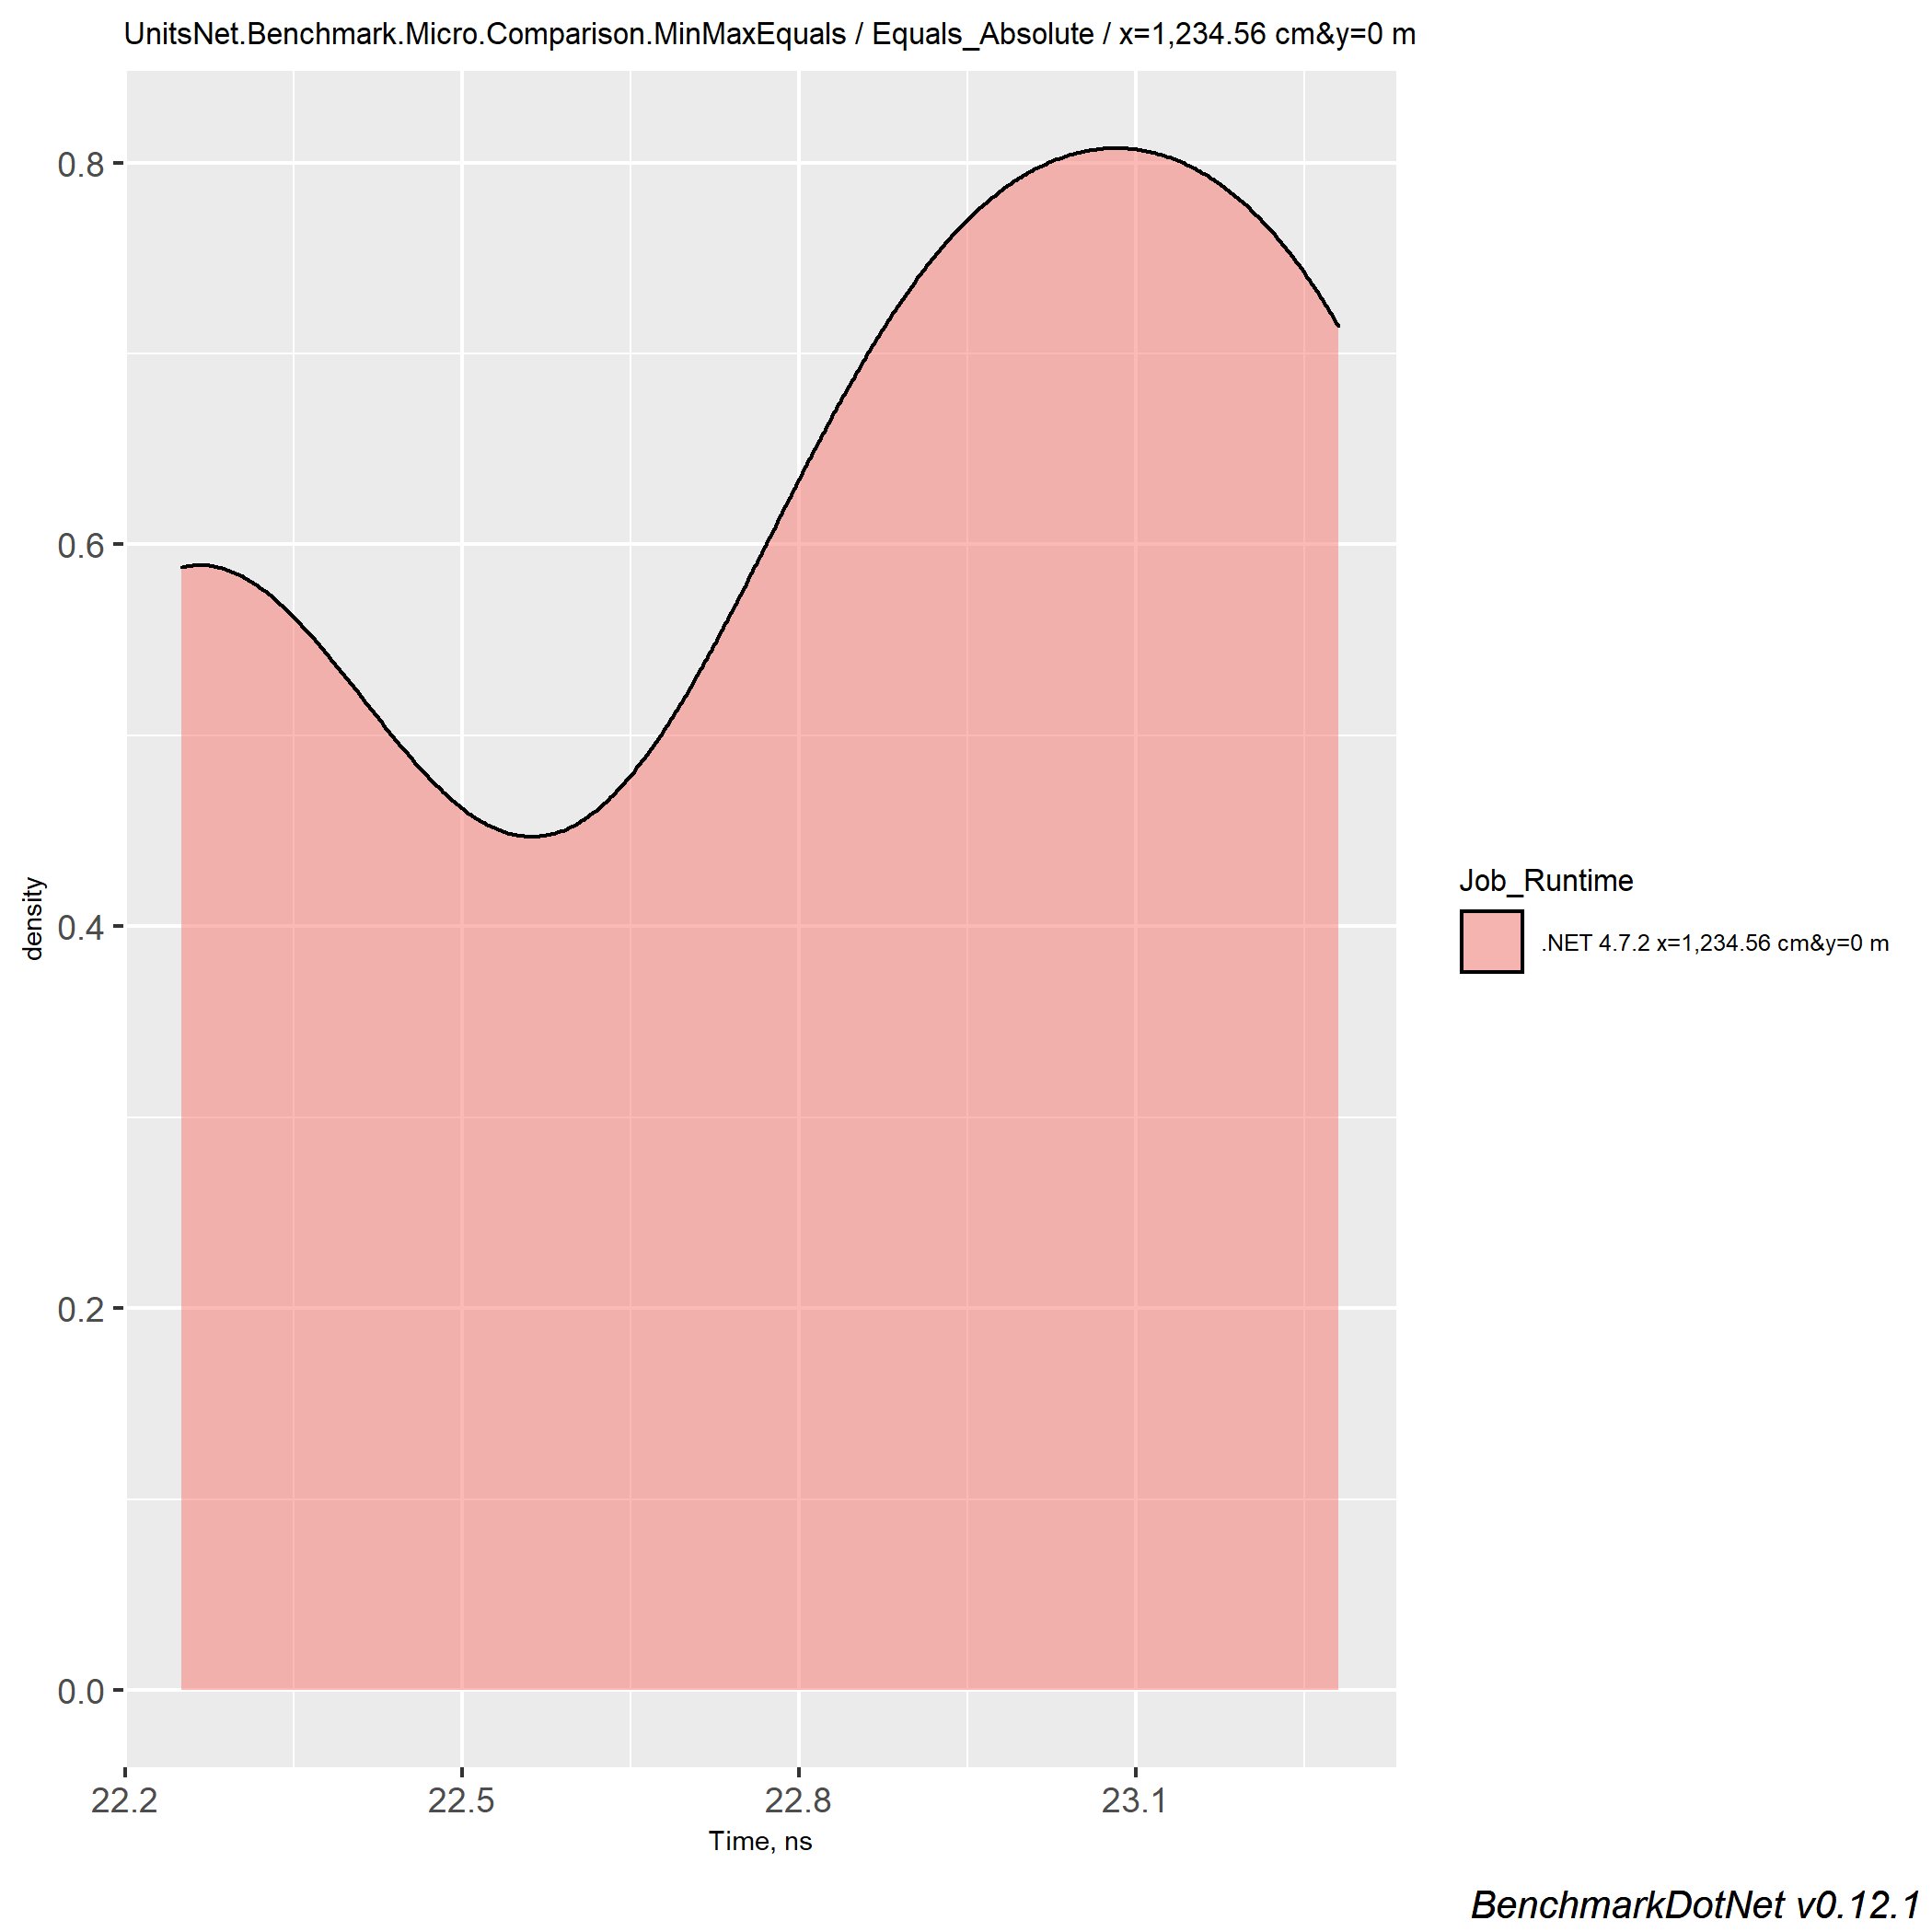 UnitsNet.Benchmark.Micro.Comparison.MinMaxEquals / Equals_Absolute / x=1,234.56 cm&y=0 m
0.8
0.6
0.4
0.2
0.0
density
22.2 22.5 22.8 23.1
Time, ns
Job_Runtime
.NET 4.7.2 x=1,234.56 cm&y=0 m
BenchmarkDotNet v0.12.1